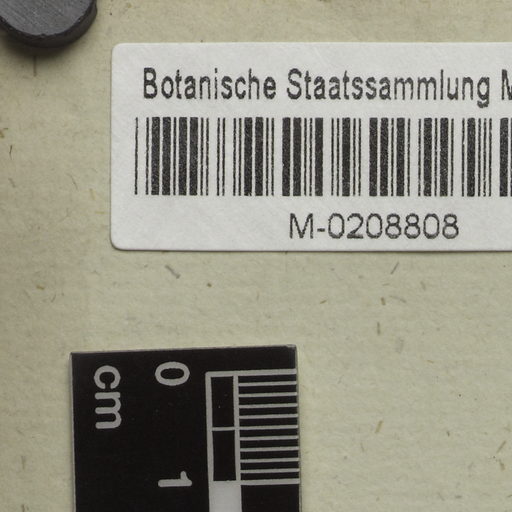 Botanische Staatssammlung M
M-0208808
0
cm
1